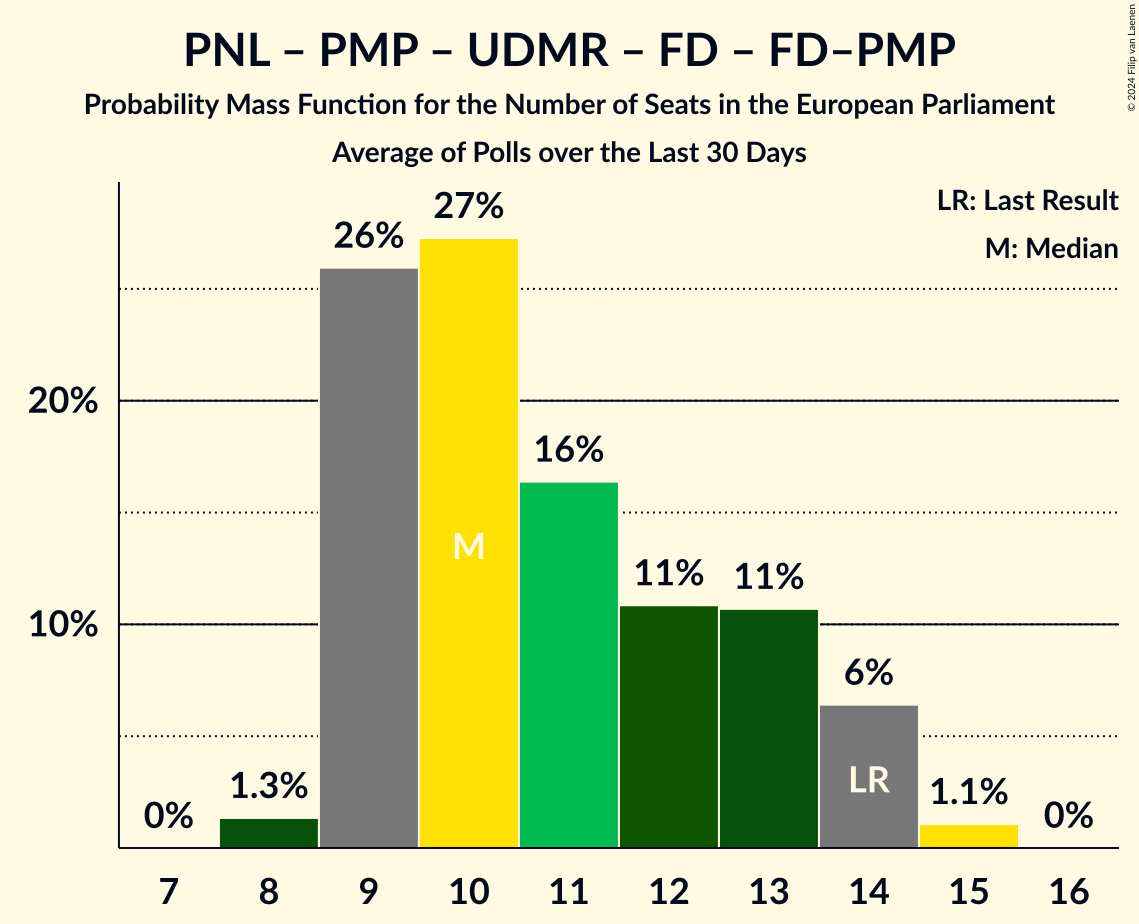 PNL – PMP – UDMR – FD – FD–PMP
Probability Mass Function for the Number of Seats in the European Parliament
Average of Polls over the Last 30 Days
© 2024 Filip van Laenen
LR: Last Result
M: Median
20%
10%
0%
1.3%
26%
27%
M
16%
11%
11%
6%
LR
1.1%
0%
7 8 9 10 11 12 13 14 15 16